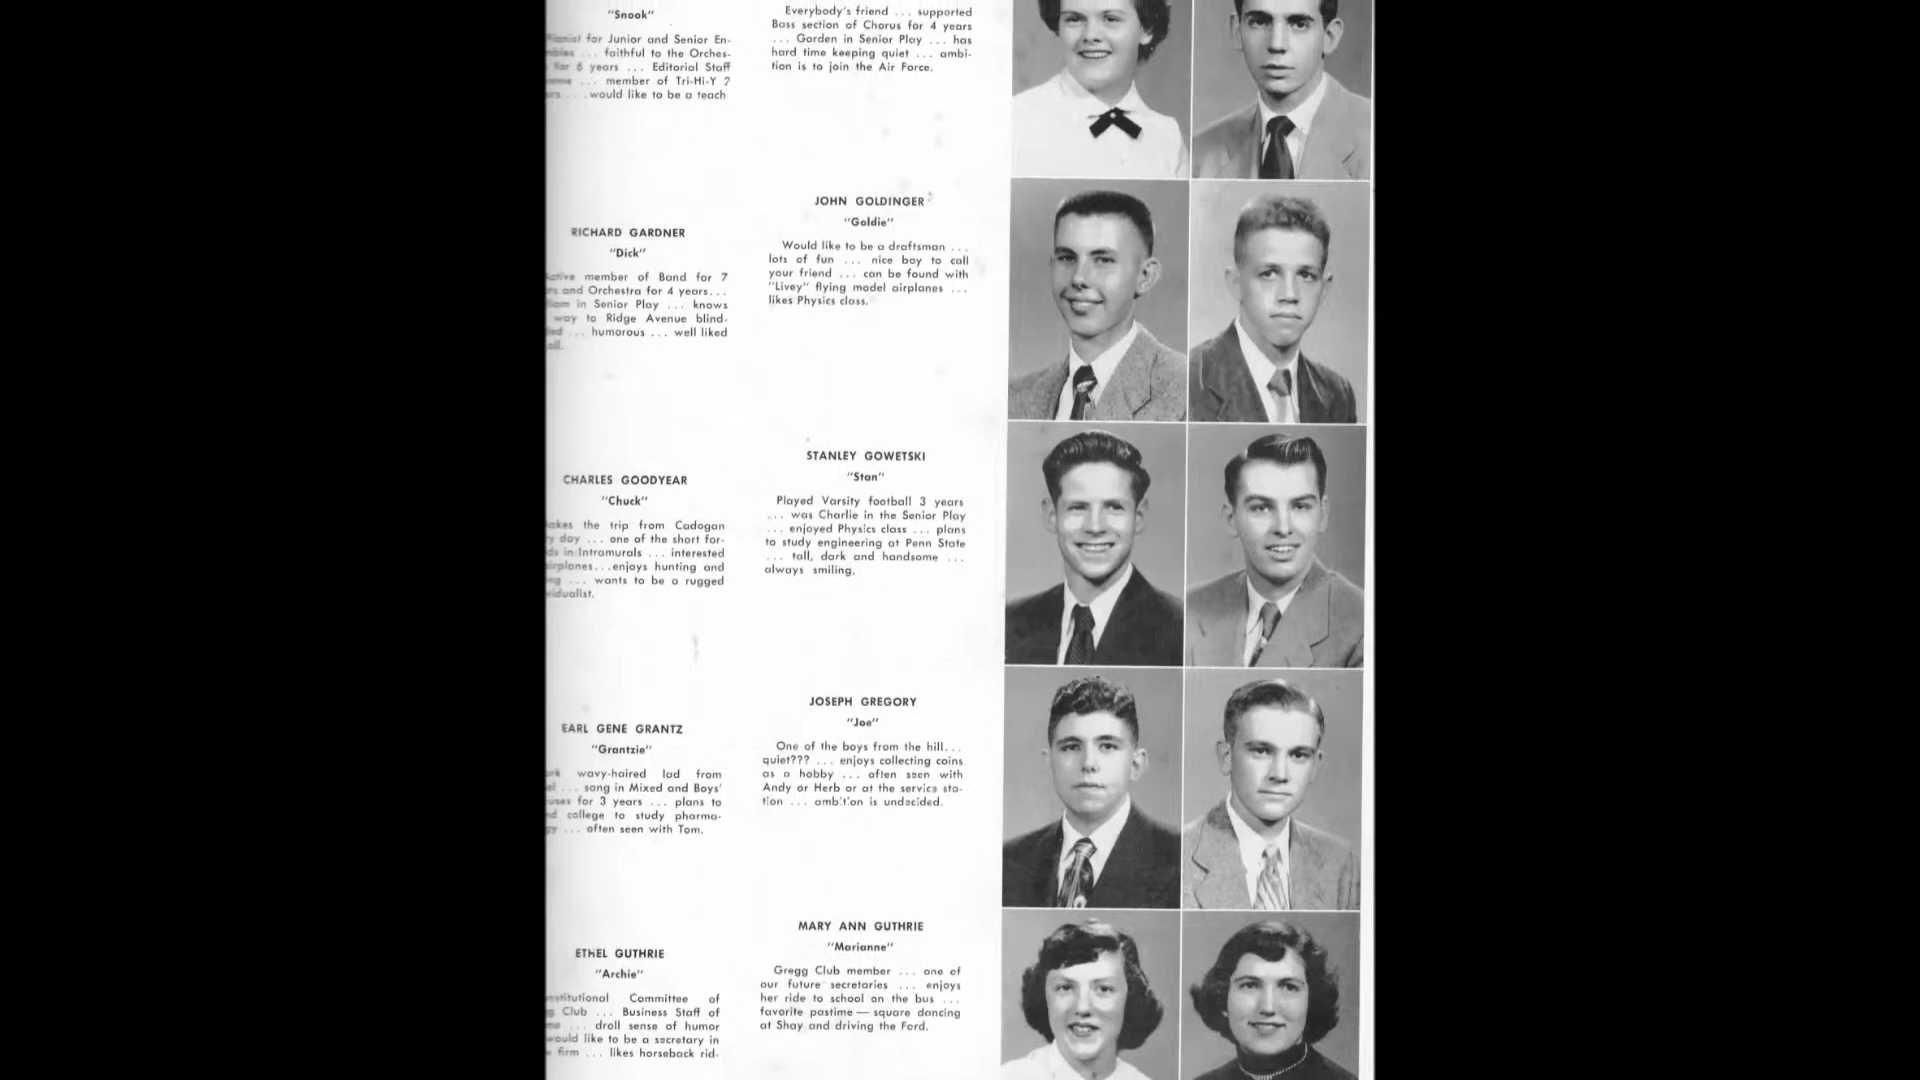 "Snook"
for Junior and Senior En-
... faithful to the Orches-
for 6 years ... Editorial Staff
... member of Tri-Hi-Y 2
... would like to be a teach
Everybody's friend ... supported
Bass section of Chorus for 4 years
... Garden in Senior Play ... has
hard time keeping quiet ... ambi-
tion is to join the Air Force.
RICHARD GARDNER
"Dick"
member of Band for 7
and Orchestra for 4 years...
in Senior Play ... knows
way to Ridge Avenue blind-
... humorous ... well liked
all.
JOHN GOLDINGER
"Goldie"
Would like to be a draftsman ...
lots of fun ... nice boy to call
your friend ... can be found with
"Livey" flying model airplanes ...
likes Physics class.
CHARLES GOODYEAR
"Chuck"
the trip from Cadogan
day ... one of the short for-
in Intramurals ... interested
airplanes...enjoys hunting and
... wants to be a rugged
STANLEY GOWETSKI
"Stan"
Played Varsity football 3 years
... was Charlie in the Senior Play
... enjoyed Physics class ... plans
to study engineering at Penn State
... tall, dark and handsome ...
always smiling.
EARL GENE GRANTZ
"Grantzie"
wavy-haired lad from
... sang in Mixed and Boys'
for 3 years ... plans to
college to study pharma-
... often seen with Tom.
JOSEPH GREGORY
"Joe"
One of the boys from the hill...
quiet??? ... enjoys collecting coins
as a hobby ... often seen with
Andy or Herb or at the service sta-
tion ... ambition is undecided.
ETHEL GUTHRIE
"Archie"
Committee of
Club ... Business Staff of
... droll sense of humor
would like to be a secretary in
firm ... likes horseback rid-
MARY ANN GUTHRIE
"Marianne"
Gregg Club member ... one of
our future secretaries ... enjoys
her ride to school on the bus ...
favorite pastime — square dancing
at Shay and driving the Ford.